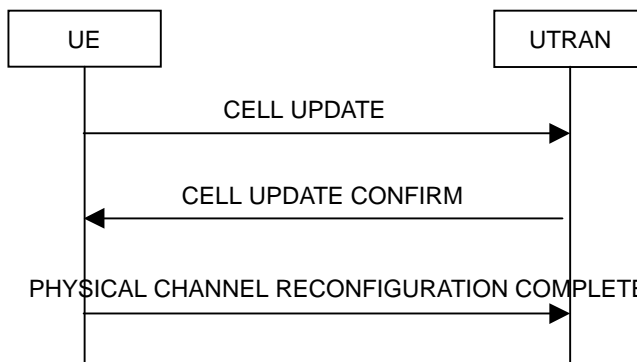 UE
UTRAN
CELL UPDATE
CELL UPDATE CONFIRM
PHYSICAL CHANNEL RECONFIGURATION COMPLETE